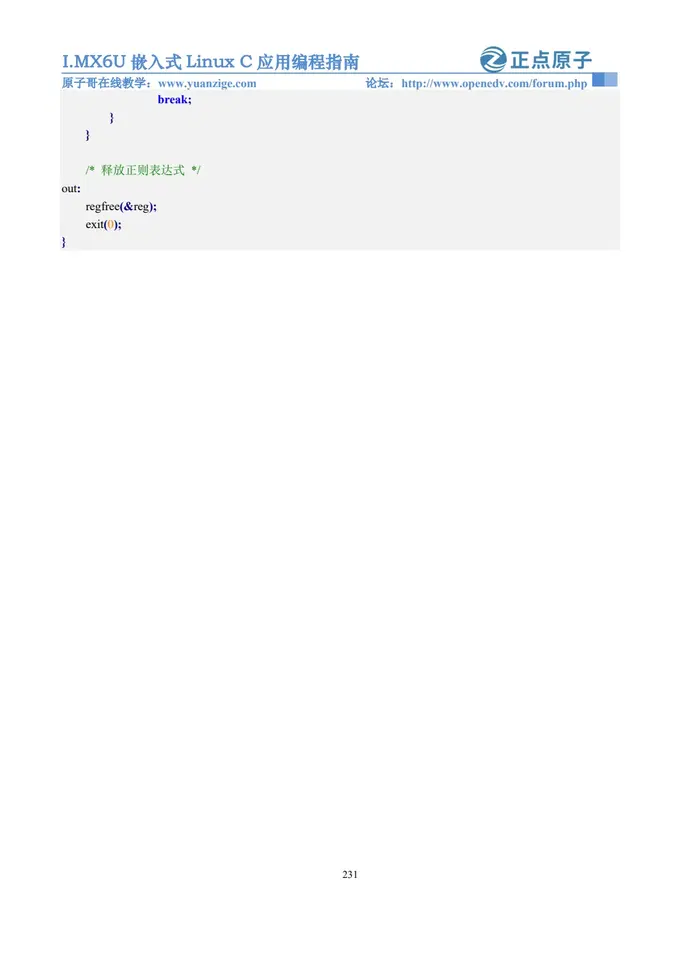 I.MX6U 嵌入式 Linux C 应用编程指南
正点原子
原子哥在线教学：www.yuanzige.com 论坛：http://www.openedv.com/forum.php
break;
}
}
/* 释放正则表达式 */
out:
regfree(&reg);
exit(0);
}
231